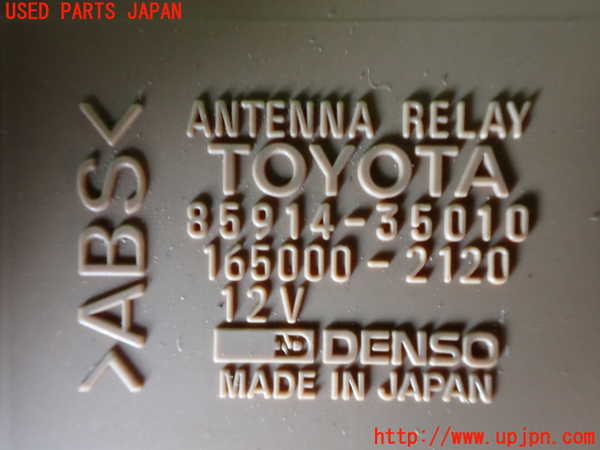 USED PARTS JAPAN
ANTENNA RELAY
TOYOTA
85914-35010
165000-2120
12V
ND DENSO
MADE IN JAPAN
>ABS<
http://www.upjpn.com